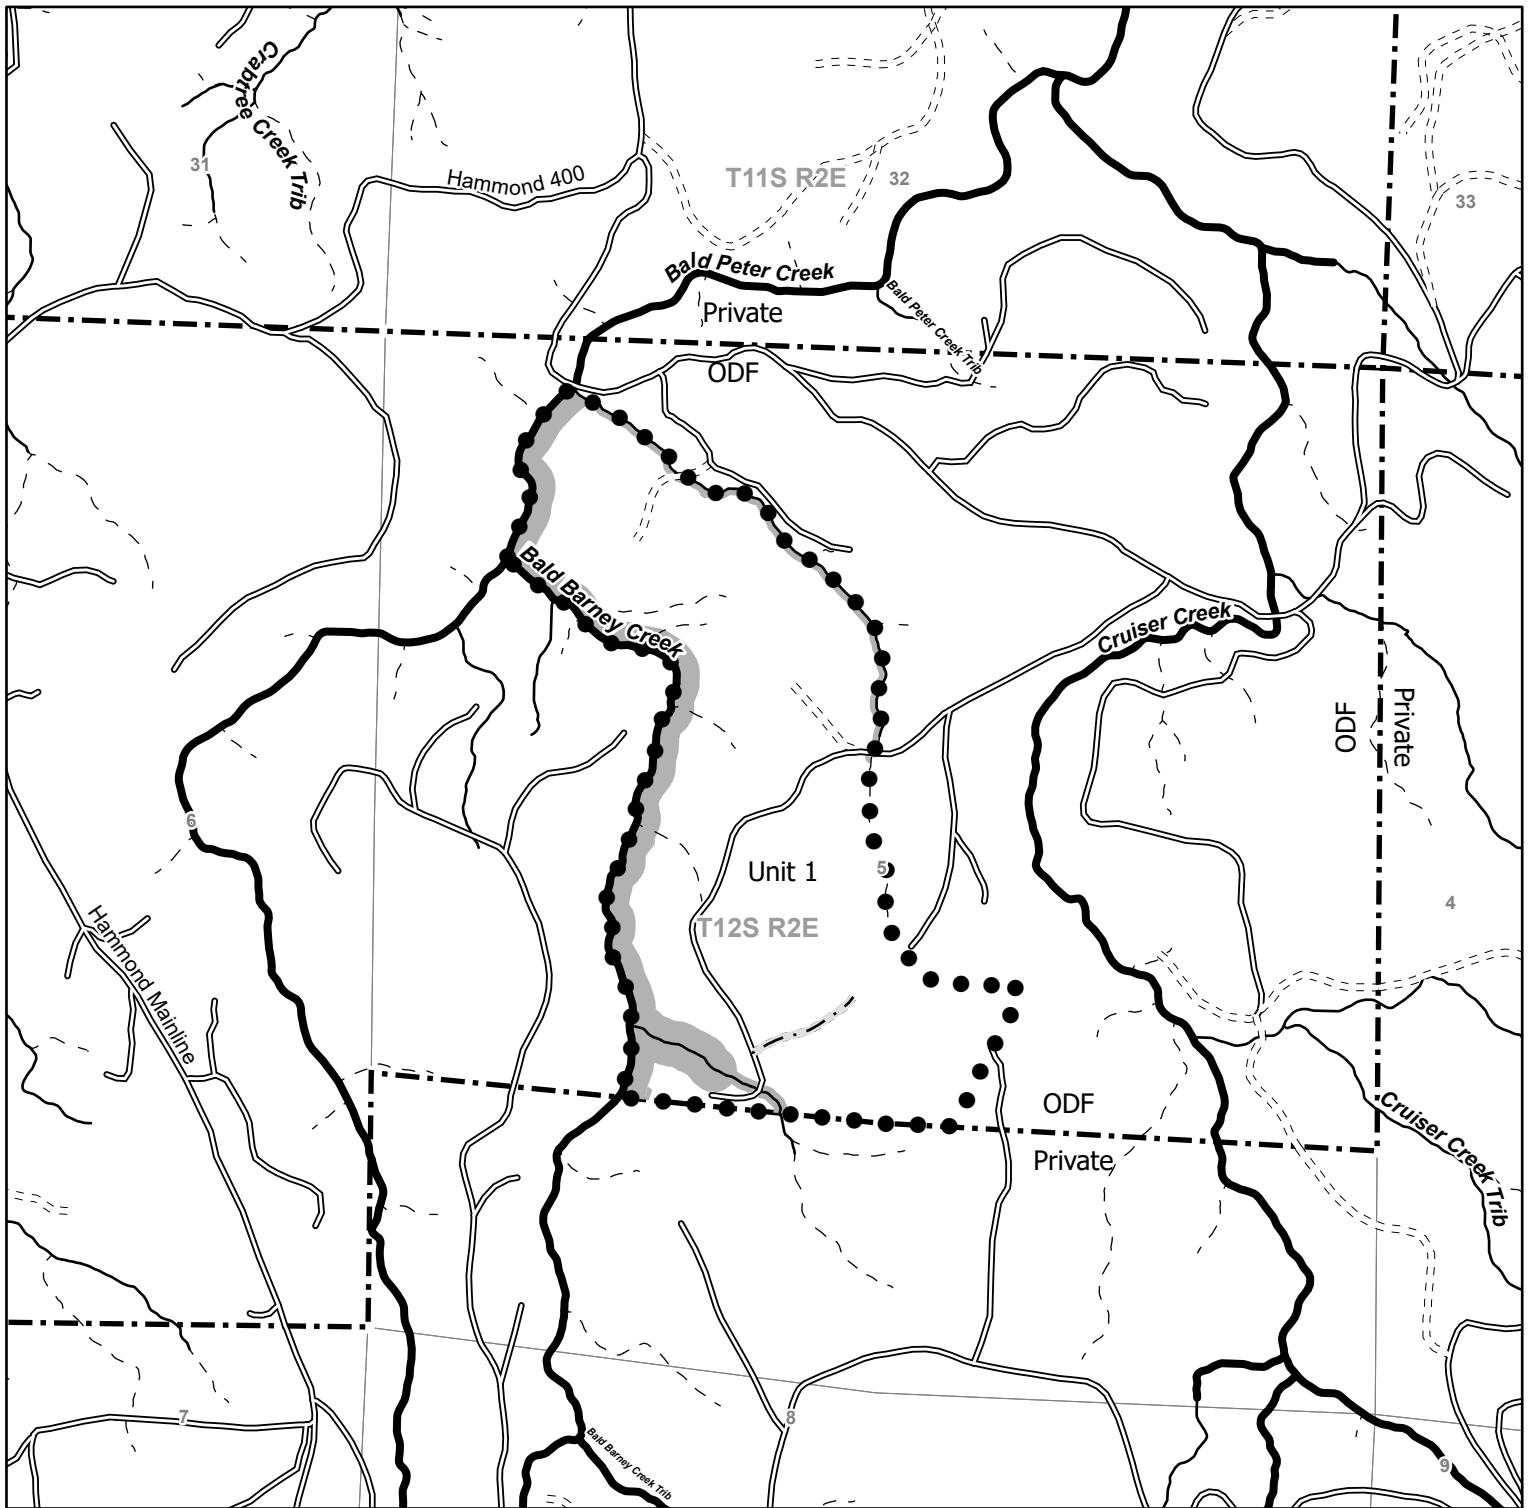 Crabtree Creek Trib
31
Hammond 400
T11S R2E
32
33
Bald Peter Creek
Private
Bald Peter Creek Trib
ODF
Bald Barney Creek
Cruiser Creek
ODF
Private
6
Unit 1
5
T12S R2E
4
Hammond Mainline
ODF
Private
Cruiser Creek Trib
7
8
Bald Barney Creek Trib
9